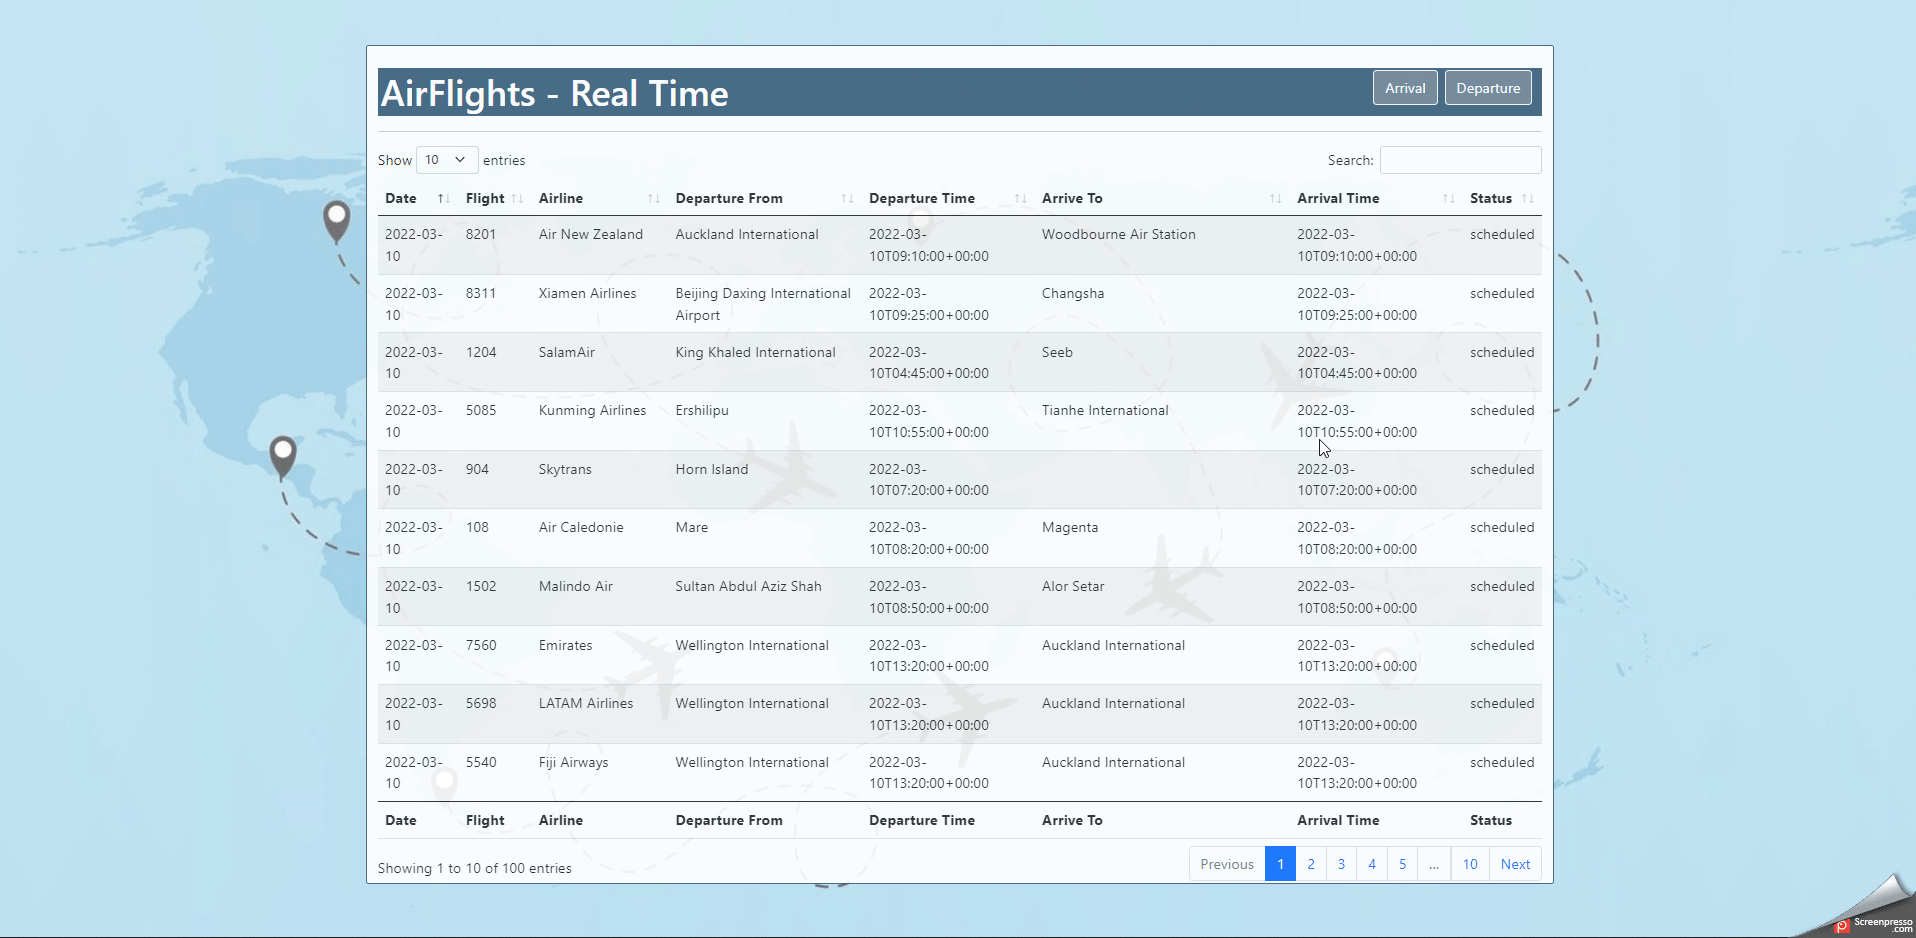 AirFlights - Real Time Arrival Departure
Show 10 entries Search:
Date Flight Airline Departure From Departure Time Arrive To Arrival Time Status
2022-03- 8201 Air New Zealand Auckland International 2022-03- Woodbourne Air Station 2022-03- scheduled
10 10T09:10:00+00:00 10T09:10:00+00:00
2022-03- 8311 Xiamen Airlines Beijing Daxing International 2022-03- Changsha 2022-03- scheduled
10 Airport 10T09:25:00+00:00 10T09:25:00+00:00
2022-03- 1204 SalamAir King Khaled International 2022-03- Seeb 2022-03- scheduled
10 10T04:45:00+00:00 10T04:45:00+00:00
2022-03- 5085 Kunming Airlines Ershilipu 2022-03- Tianhe International 2022-03- scheduled
10 10T10:55:00+00:00 10T10:55:00+00:00
2022-03- 904 Skytrans Horn Island 2022-03- 2022-03- scheduled
10 10T07:20:00+00:00 10T07:20:00+00:00
2022-03- 108 Air Caledonie Mare 2022-03- Magenta 2022-03- scheduled
10 10T08:20:00+00:00 10T08:20:00+00:00
2022-03- 1502 Malindo Air Sultan Abdul Aziz Shah 2022-03- Alor Setar 2022-03- scheduled
10 10T08:50:00+00:00 10T08:50:00+00:00
2022-03- 7560 Emirates Wellington International 2022-03- Auckland International 2022-03- scheduled
10 10T13:20:00+00:00 10T13:20:00+00:00
2022-03- 5698 LATAM Airlines Wellington International 2022-03- Auckland International 2022-03- scheduled
10 10T13:20:00+00:00 10T13:20:00+00:00
2022-03- 5540 Fiji Airways Wellington International 2022-03- Auckland International 2022-03- scheduled
10 10T13:20:00+00:00 10T13:20:00+00:00
Date Flight Airline Departure From Departure Time Arrive To Arrival Time Status
Showing 1 to 10 of 100 entries Previous 1 2 3 4 5 ... 10 Next
Screenpresso
.com